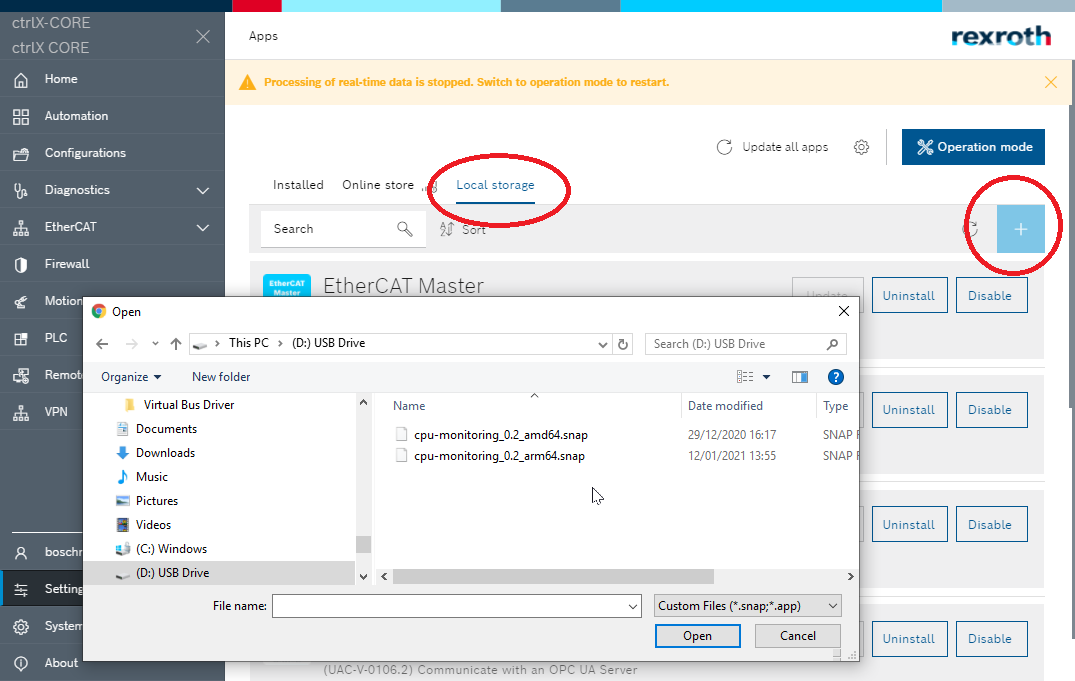 ctrlX-CORE
ctrlX CORE
Apps
rexroth
Home
Automation
Configurations
Diagnostics
EtherCAT
Firewall
Motion
PLC
VPN
Processing of real-time data is stopped. Switch to operation mode to restart.
Update all apps
Operation mode
Installed
Online store
Local storage
Search
Sort
EtherCAT
Master
EtherCAT Master
Update
Uninstall
Disable
Uninstall
Disable
Uninstall
Disable
Uninstall
Disable
Open
This PC > (D:) USB Drive
Search (D:) USB Drive
Organize
New folder
Virtual Bus Driver
Documents
Downloads
Music
Pictures
Videos
(C:) Windows
(D:) USB Drive
Name Date modified Type
cpu-monitoring_0.2_amd64.snap 29/12/2020 16:17 SNAP F
cpu-monitoring_0.2_arm64.snap 12/01/2021 13:55 SNAP F
File name:
Custom Files (*.snap;*.app)
Open
Cancel
About
(UAC-V-0106.2) Communicate with an OPC UA Server